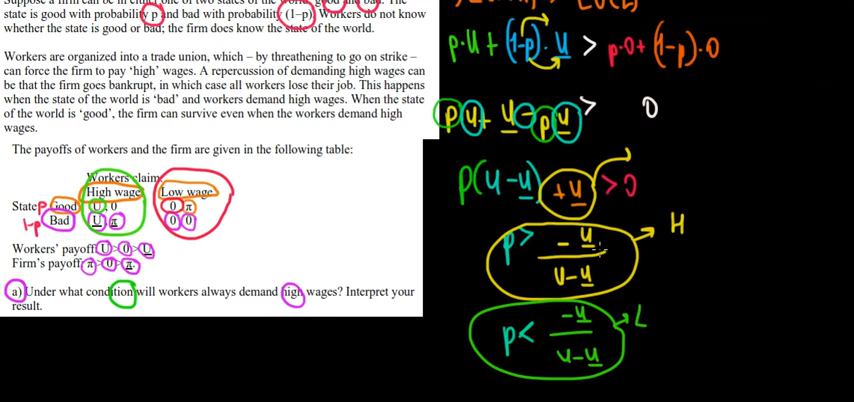 state is good with probability p and bad with probability (1–p). Workers do not know
whether the state is good or bad; the firm does know the state of the world.
Workers are organized into a trade union, which – by threatening to go on strike –
can force the firm to pay ‘high’ wages. A repercussion of demanding high wages can
be that the firm goes bankrupt, in which case all workers lose their job. This happens
when the state of the world is ‘bad’ and workers demand high wages. When the state
of the world is ‘good’, the firm can survive even when the workers demand high
wages.
The payoffs of workers and the firm are given in the following table:
Workers claim
High wage Low wage
State p Good U, 0 0 π
1-p Bad U, π 0 0
Workers’ payoff U > 0 > U
Firm’s payoff π > 0 > π.
a) Under what condition will workers always demand high wages? Interpret your
result.
p·u + (1-p)·u > p·0 + (1-p)·0
pu + u - pu > 0
p(u-u) + u > 0
p > -u / u-u → H
p < -u / u-u → L